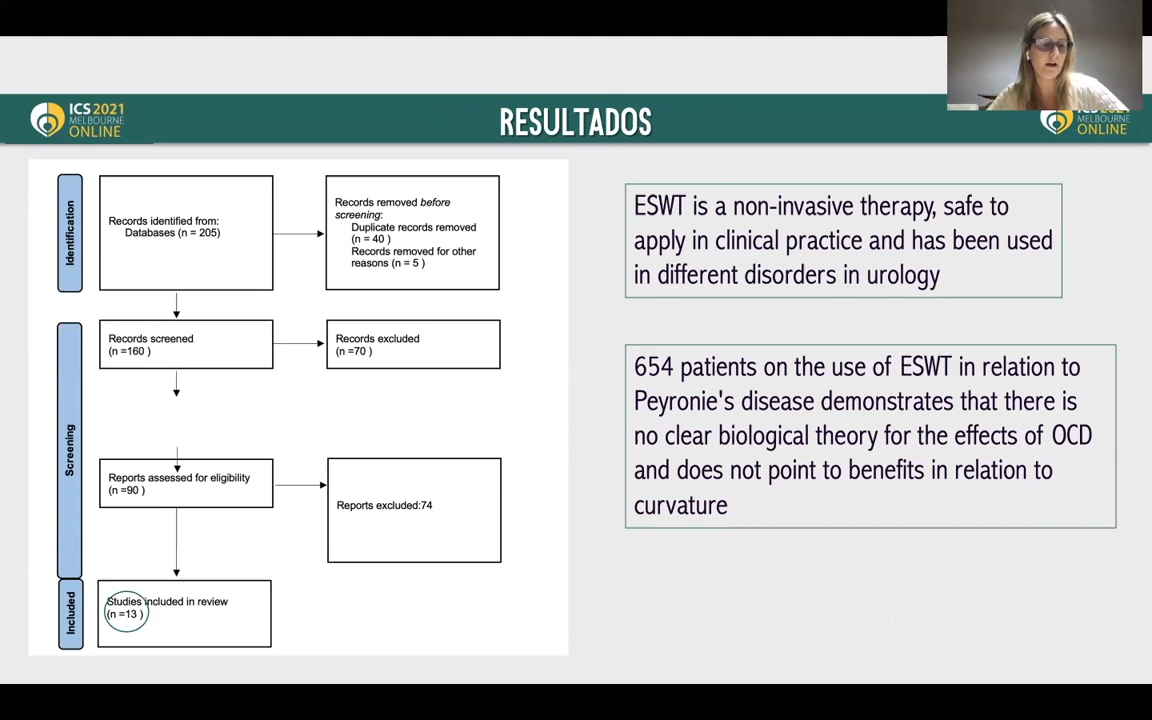 ICS 2021
MELBOURNE
ONLINE
RESULTADOS
MELBOURNE
ONLINE
Identification
Records identified from:
Databases (n = 205)
Records removed before
screening:
Duplicate records removed
(n = 40 )
Records removed for other
reasons (n = 5 )
Screening
Records screened
(n =160 )
Records excluded
(n =70 )
Reports assessed for eligibility
(n =90 )
Reports excluded:74
Included
Studies included in review
(n =13 )
ESWT is a non-invasive therapy, safe to
apply in clinical practice and has been used
in different disorders in urology
654 patients on the use of ESWT in relation to
Peyronie's disease demonstrates that there is
no clear biological theory for the effects of OCD
and does not point to benefits in relation to
curvature